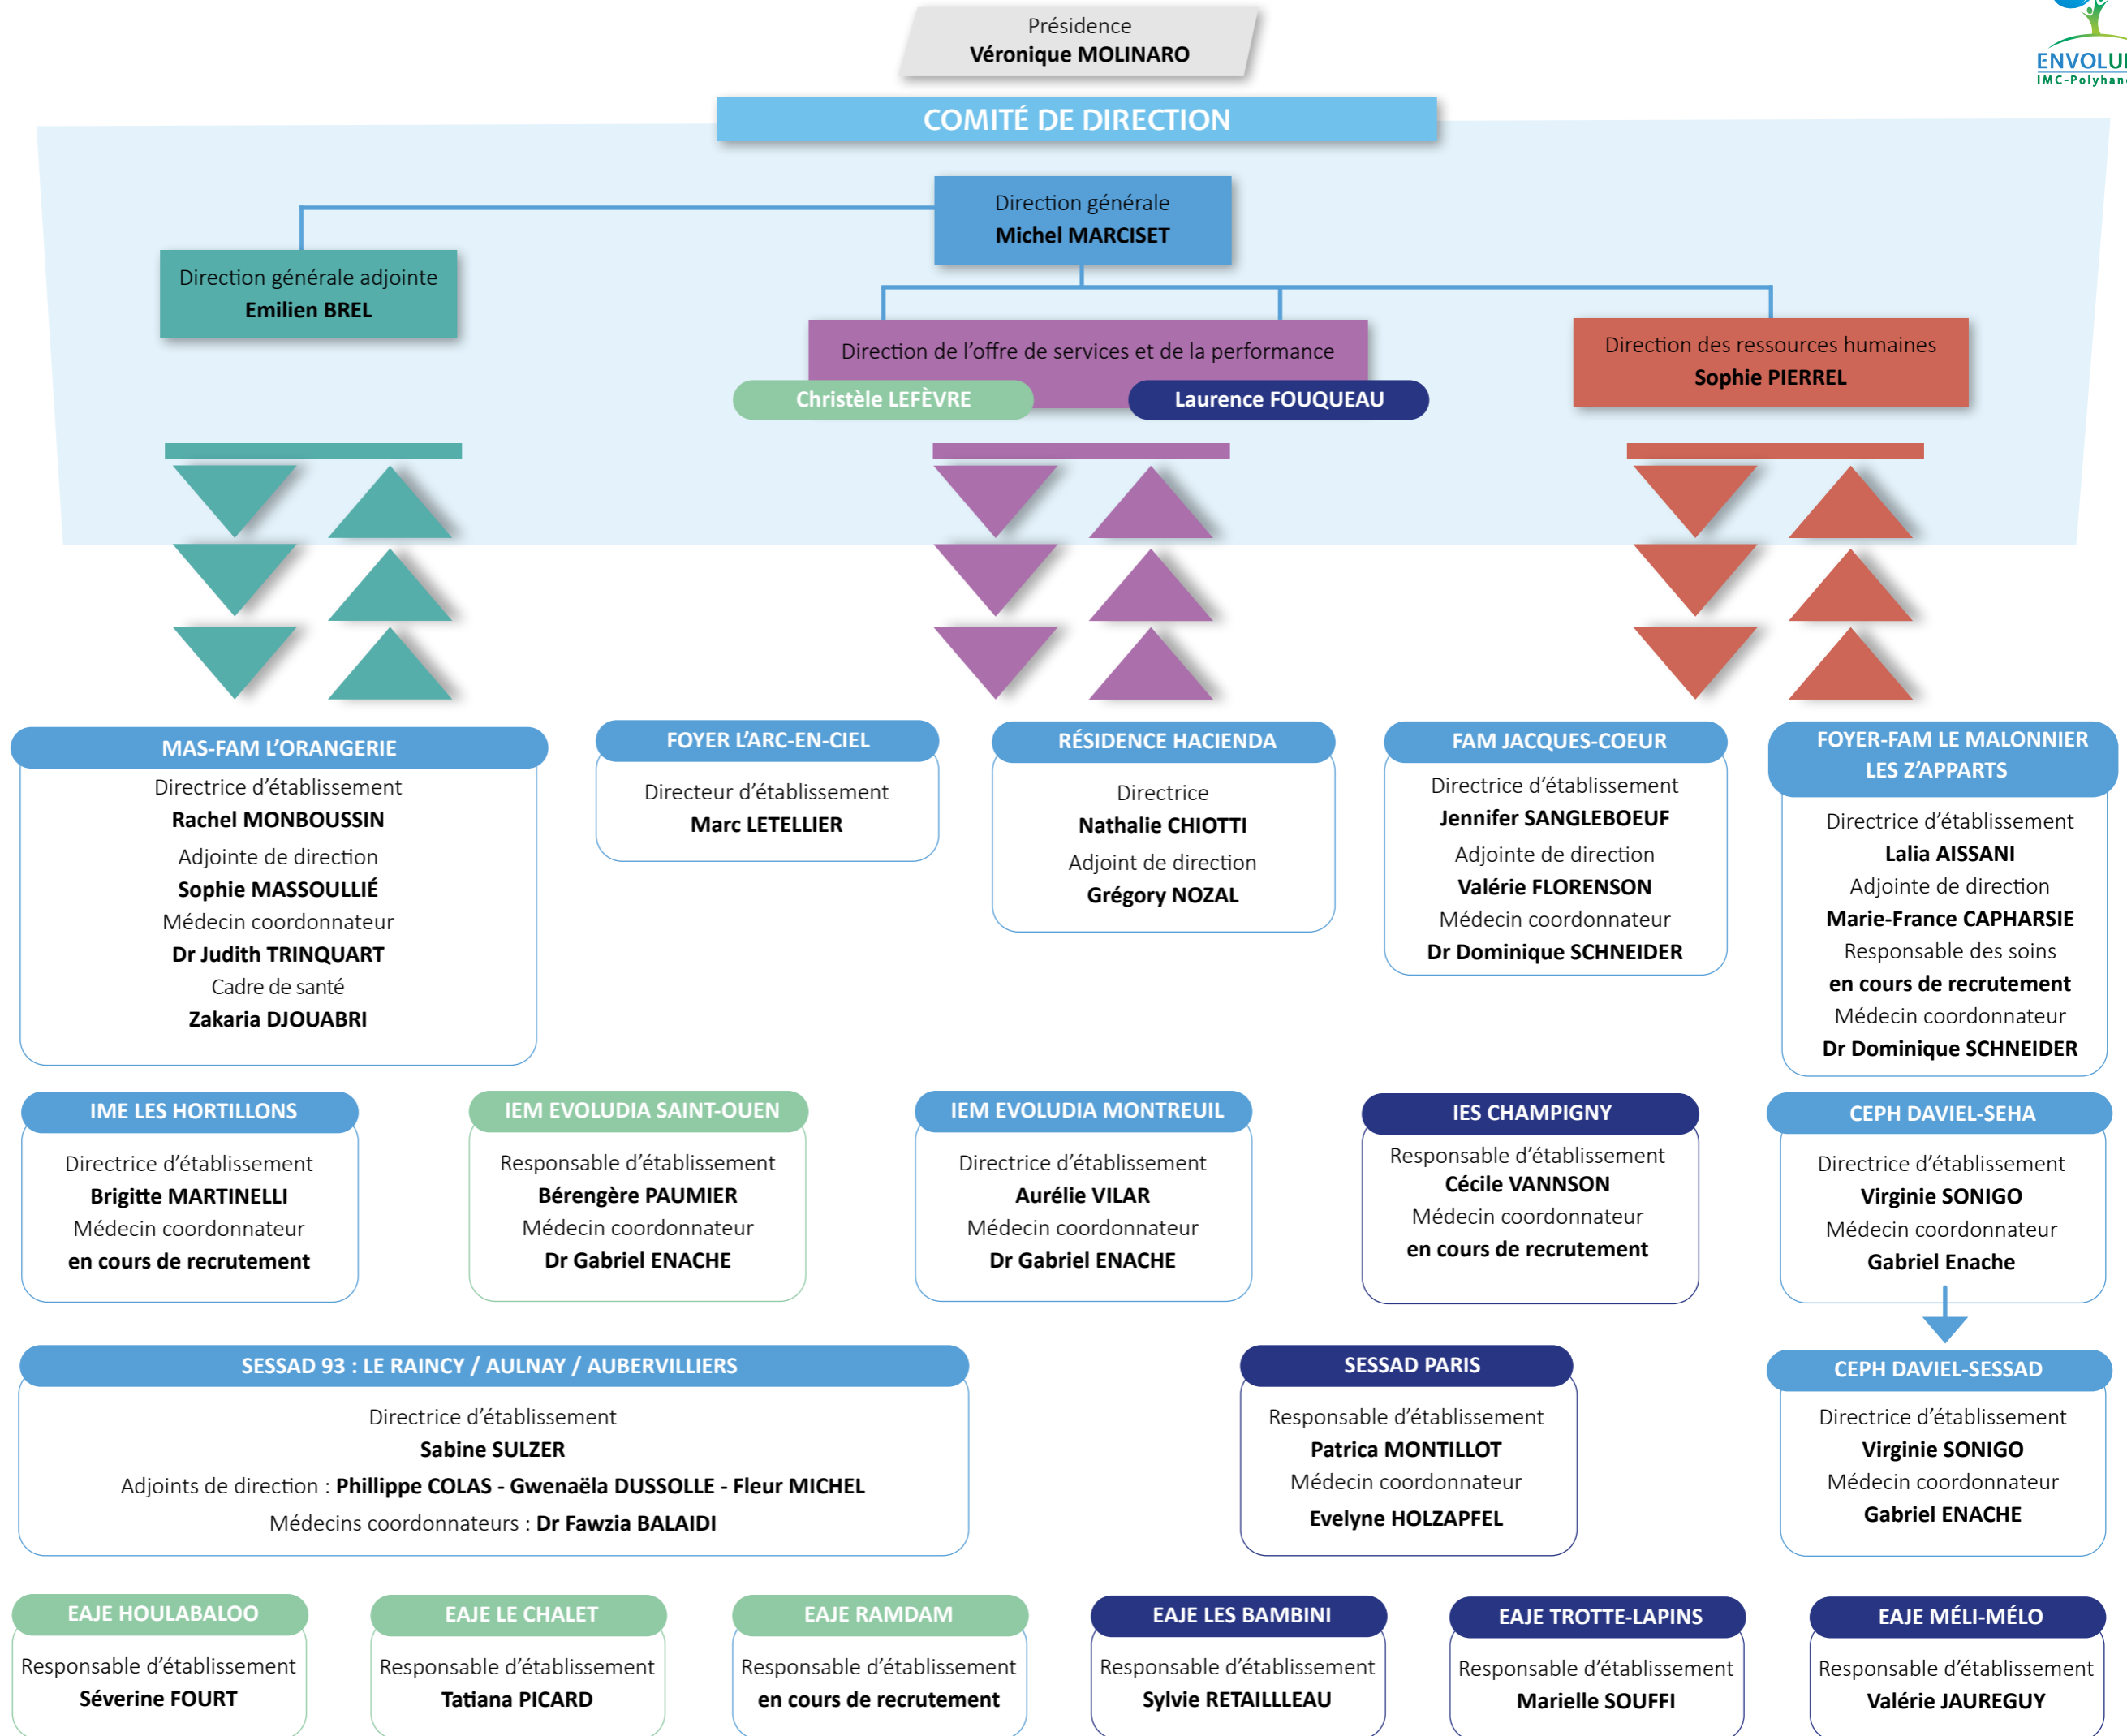 Présidence
Véronique MOLINARO
COMITÉ DE DIRECTION
Direction générale
Michel MARCISET
Direction générale adjointe
Emilien BREL
Direction de l’offre de services et de la performance
Christèle LEFÈVRE
Laurence FOUQUEAU
Direction des ressources humaines
Sophie PIERREL
MAS-FAM L’ORANGERIE
Directrice d’établissement
Rachel MONBOUSSIN
Adjointe de direction
Sophie MASSOULLIÉ
Médecin coordonnateur
Dr Judith TRINQUART
Cadre de santé
Zakaria DJOUABRI
FOYER L’ARC-EN-CIEL
Directeur d’établissement
Marc LETELLIER
RÉSIDENCE HACIENDA
Directrice
Nathalie CHIOTTI
Adjoint de direction
Grégory NOZAL
FAM JACQUES-COEUR
Directrice d’établissement
Jennifer SANGLEBOEUF
Adjointe de direction
Valérie FLORENSON
Médecin coordonnateur
Dr Dominique SCHNEIDER
FOYER-FAM LE MALONNIER
LES Z’APPARTS
Directrice d’établissement
Lalia AISSANI
Adjointe de direction
Marie-France CAPHARSIE
Responsable des soins
en cours de recrutement
Médecin coordonnateur
Dr Dominique SCHNEIDER
IME LES HORTILLONS
Directrice d’établissement
Brigitte MARTINELLI
Médecin coordonnateur
en cours de recrutement
IEM EVOLUDIA SAINT-OUEN
Responsable d’établissement
Bérengère PAUMIER
Médecin coordonnateur
Dr Gabriel ENACHE
IEM EVOLUDIA MONTREUIL
Directrice d’établissement
Aurélie VILAR
Médecin coordonnateur
Dr Gabriel ENACHE
IES CHAMPIGNY
Responsable d’établissement
Cécile VANNSON
Médecin coordonnateur
en cours de recrutement
CEPH DAVIEL-SEHA
Directrice d’établissement
Virginie SONIGO
Médecin coordonnateur
Gabriel Enache
SESSAD 93 : LE RAINCY / AULNAY / AUBERVILLIERS
Directrice d’établissement
Sabine SULZER
Adjoints de direction : Phillippe COLAS - Gwenaëla DUSSOLLE - Fleur MICHEL
Médecins coordonnateurs : Dr Fawzia BALAIDI
SESSAD PARIS
Responsable d’établissement
Patrica MONTILLOT
Médecin coordonnateur
Evelyne HOLZAPFEL
CEPH DAVIEL-SESSAD
Directrice d’établissement
Virginie SONIGO
Médecin coordonnateur
Gabriel ENACHE
EAJE HOULABALOO
Responsable d’établissement
Séverine FOURT
EAJE LE CHALET
Responsable d’établissement
Tatiana PICARD
EAJE RAMDAM
Responsable d’établissement
en cours de recrutement
EAJE LES BAMBINI
Responsable d’établissement
Sylvie RETAILLLEAU
EAJE TROTTE-LAPINS
Responsable d’établissement
Marielle SOUFFI
EAJE MÉLI-MÉLO
Responsable d’établissement
Valérie JAUREGUY